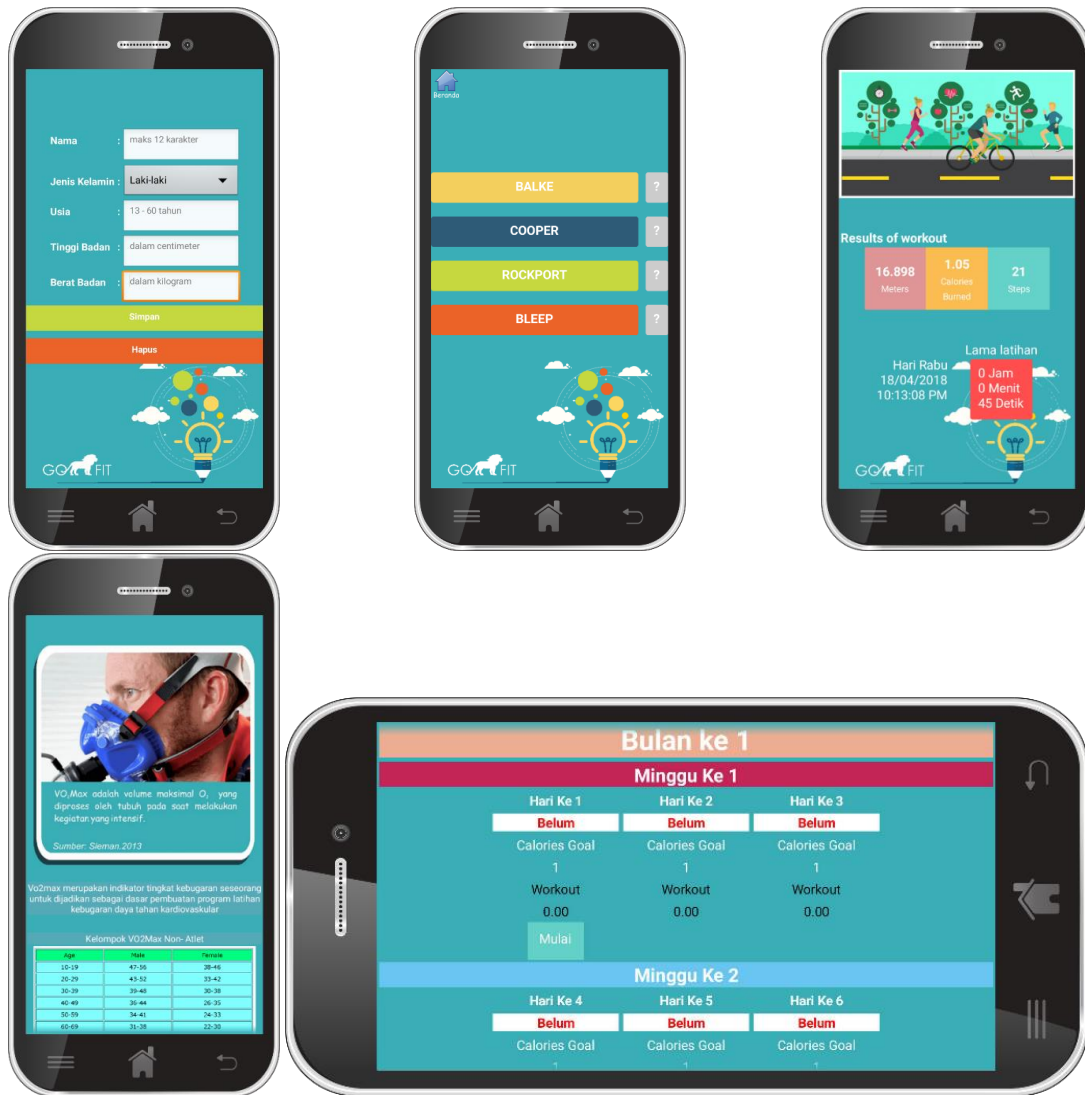 Nama : maks 12 karakter
Jenis Kelamin : Laki-laki
Usia : 13 - 60 tahun
Tinggi Badan : dalam centimeter
Berat Badan : dalam kilogram
Simpan
Hapus
GO FIT
Beranda
BALKE ?
COOPER ?
ROCKPORT ?
BLEEP ?
GO FIT
Results of workout
16.898
Meters
1.05
Calories
Burned
21
Steps
Hari Rabu
18/04/2018
10:13:08 PM
Lama latihan
0 Jam
0 Menit
45 Detik
GO FIT
VO2Max adalah volume maksimal O2 yang
diproses oleh tubuh pada saat melakukan
kegiatan yang intensif.
Sumber: Sleman.2013
Vo2max merupakan indikator tingkat kebugaran seseorang
untuk dijadikan sebagai dasar pembuatan program latihan
kebugaran daya tahan kardiovaskular
Kelompok VO2Max Non- Atlet
Age Male Female
10-19 47-56 38-46
20-29 43-52 33-42
30-39 39-48 30-38
40-49 36-44 26-35
50-59 34-41 24-33
60-69 31-38 22-30
Bulan ke 1
Minggu Ke 1
Hari Ke 1 Hari Ke 2 Hari Ke 3
Belum Belum Belum
Calories Goal Calories Goal Calories Goal
1 1 1
Workout Workout Workout
0.00 0.00 0.00
Mulai
Minggu Ke 2
Hari Ke 4 Hari Ke 5 Hari Ke 6
Belum Belum Belum
Calories Goal Calories Goal Calories Goal
1 1 1